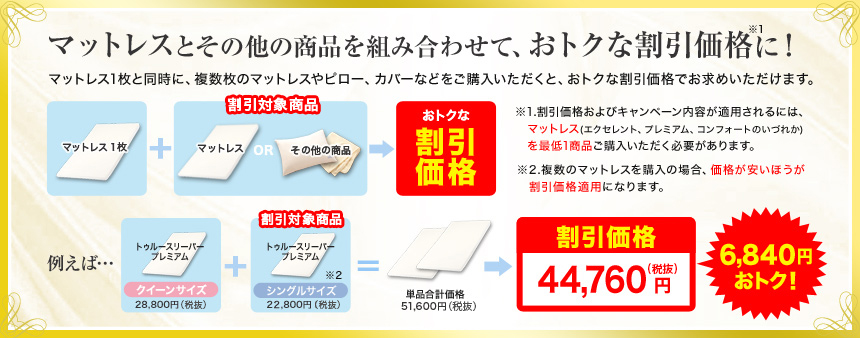 マットレスとその他の商品を組み合わせて、おトクな割引価格に!※1
マットレス1枚と同時に、複数枚のマットレスやピロー、カバーなどをご購入いただくと、おトクな割引価格でお求めいただけます。
割引対象商品
マットレス 1枚
+
マットレス
OR
その他の商品
おトクな
割引
価格
※1.割引価格およびキャンペーン内容が適用されるには、
マットレス(エクセレント、プレミアム、コンフォートのいづれか)
を最低1商品ご購入いただく必要があります。
※2.複数のマットレスを購入の場合、価格が安いほうが
割引価格適用になります。
例えば…
トゥルースリーパー
プレミアム
クイーンサイズ
28,800円(税抜)
+
割引対象商品
トゥルースリーパー
プレミアム
※2
シングルサイズ
22,800円(税抜)
=
単品合計価格
51,600円(税抜)
割引価格
44,760円(税抜)
6,840円
おトク!